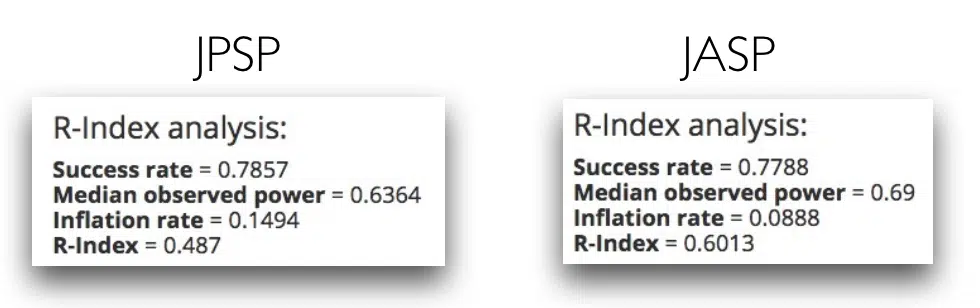 JPSP
R-Index analysis:
Success rate = 0.7857
Median observed power = 0.6364
Inflation rate = 0.1494
R-Index = 0.487
JASP
R-Index analysis:
Success rate = 0.7788
Median observed power = 0.69
Inflation rate = 0.0888
R-Index = 0.6013